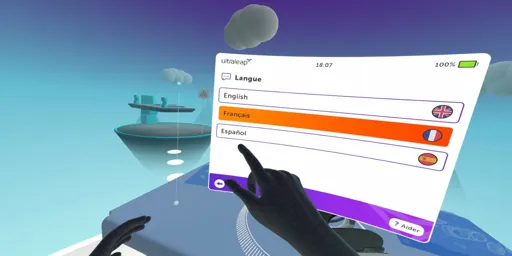 ultraleap
18:07
100%
Langue
English
Français
Español
? Aider